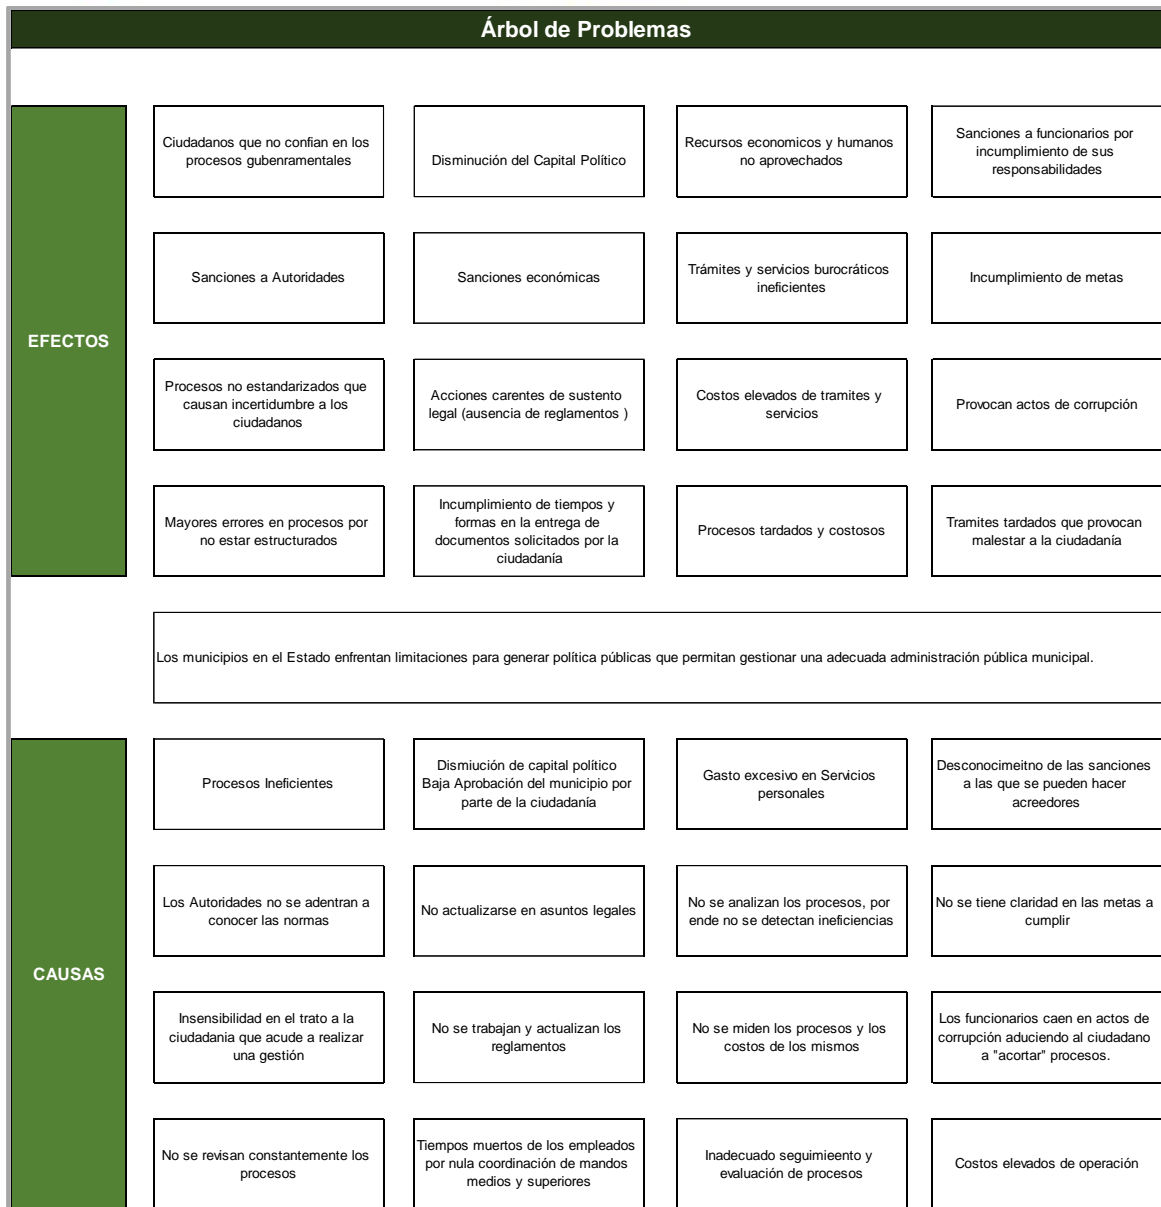 Árbol de Problemas
EFECTOS
Ciudadanos que no confian en los
procesos gubenramentales
Disminución del Capital Político
Recursos economicos y humanos
no aprovechados
Sanciones a funcionarios por
incumplimiento de sus
responsabilidades
Sanciones a Autoridades
Sanciones económicas
Trámites y servicios burocráticos
ineficientes
Incumplimiento de metas
Procesos no estandarizados que
causan incertidumbre a los
ciudadanos
Acciones carentes de sustento
legal (ausencia de reglamentos )
Costos elevados de tramites y
servicios
Provocan actos de corrupción
Mayores errores en procesos por
no estar estructurados
Incumplimiento de tiempos y
formas en la entrega de
documentos solicitados por la
ciudadanía
Procesos tardados y costosos
Tramites tardados que provocan
malestar a la ciudadanía
Los municipios en el Estado enfrentan limitaciones para generar política públicas que permitan gestionar una adecuada administración pública municipal.
CAUSAS
Procesos Ineficientes
Dismiución de capital político
Baja Aprobación del municipio por
parte de la ciudadanía
Gasto excesivo en Servicios
personales
Desconocimeitno de las sanciones
a las que se pueden hacer
acreedores
Los Autoridades no se adentran a
conocer las normas
No actualizarse en asuntos legales
No se analizan los procesos, por
ende no se detectan ineficiencias
No se tiene claridad en las metas a
cumplir
Insensibilidad en el trato a la
ciudadania que acude a realizar
una gestión
No se trabajan y actualizan los
reglamentos
No se miden los procesos y los
costos de los mismos
Los funcionarios caen en actos de
corrupción aduciendo al ciudadano
a "acortar" procesos.
No se revisan constantemente los
procesos
Tiempos muertos de los empleados
por nula coordinación de mandos
medios y superiores
Inadecuado seguimieento y
evaluación de procesos
Costos elevados de operación